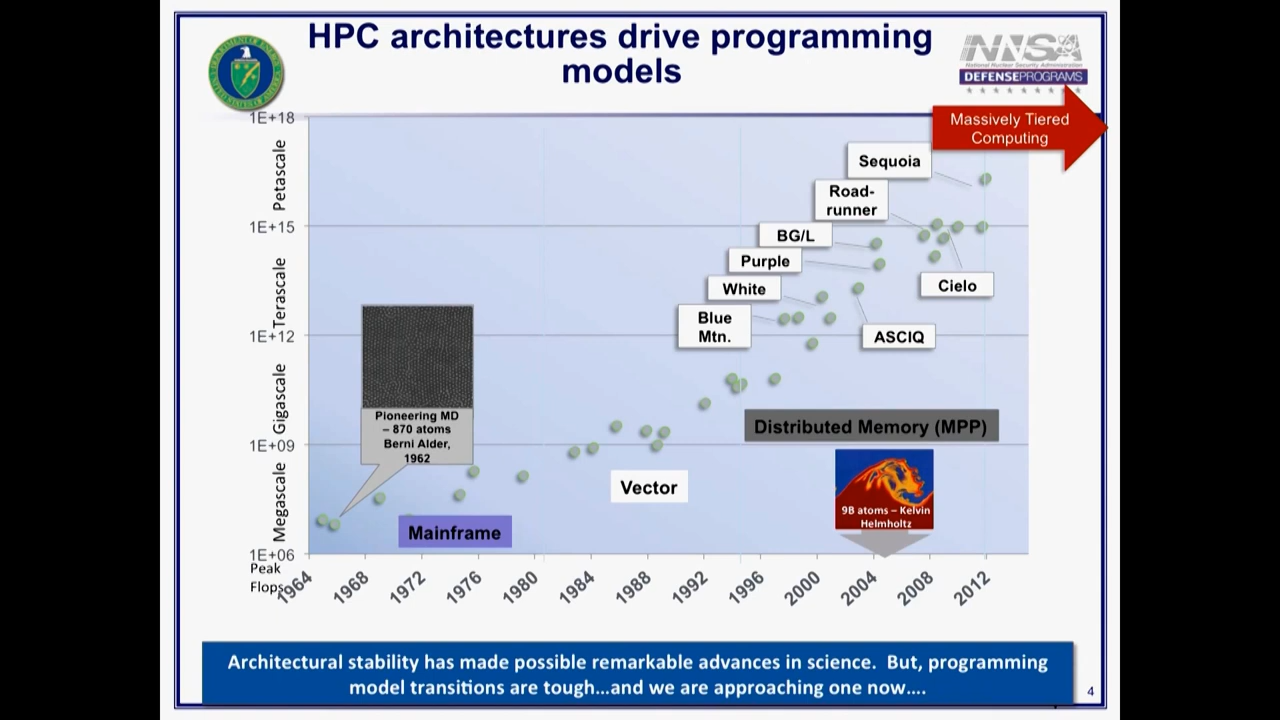 HPC architectures drive programming
models
NNSA
National Nuclear Security Administration
DEFENSE PROGRAMS
Massively Tiered
Computing
1E+18
1E+15
1E+12
1E+09
1E+06
Petascale
Terascale
Gigascale
Megascale
Peak
Flops
Sequoia
Road-
runner
BG/L
Purple
White
Blue
Mtn.
Cielo
ASCIQ
Pioneering MD
– 870 atoms
Berni Alder,
1962
Distributed Memory (MPP)
Vector
Mainframe
9B atoms – Kelvin
Helmholtz
1964 1968 1972 1976 1980 1984 1988 1992 1996 2000 2004 2008 2012
Architectural stability has made possible remarkable advances in science. But, programming
model transitions are tough…and we are approaching one now….
4